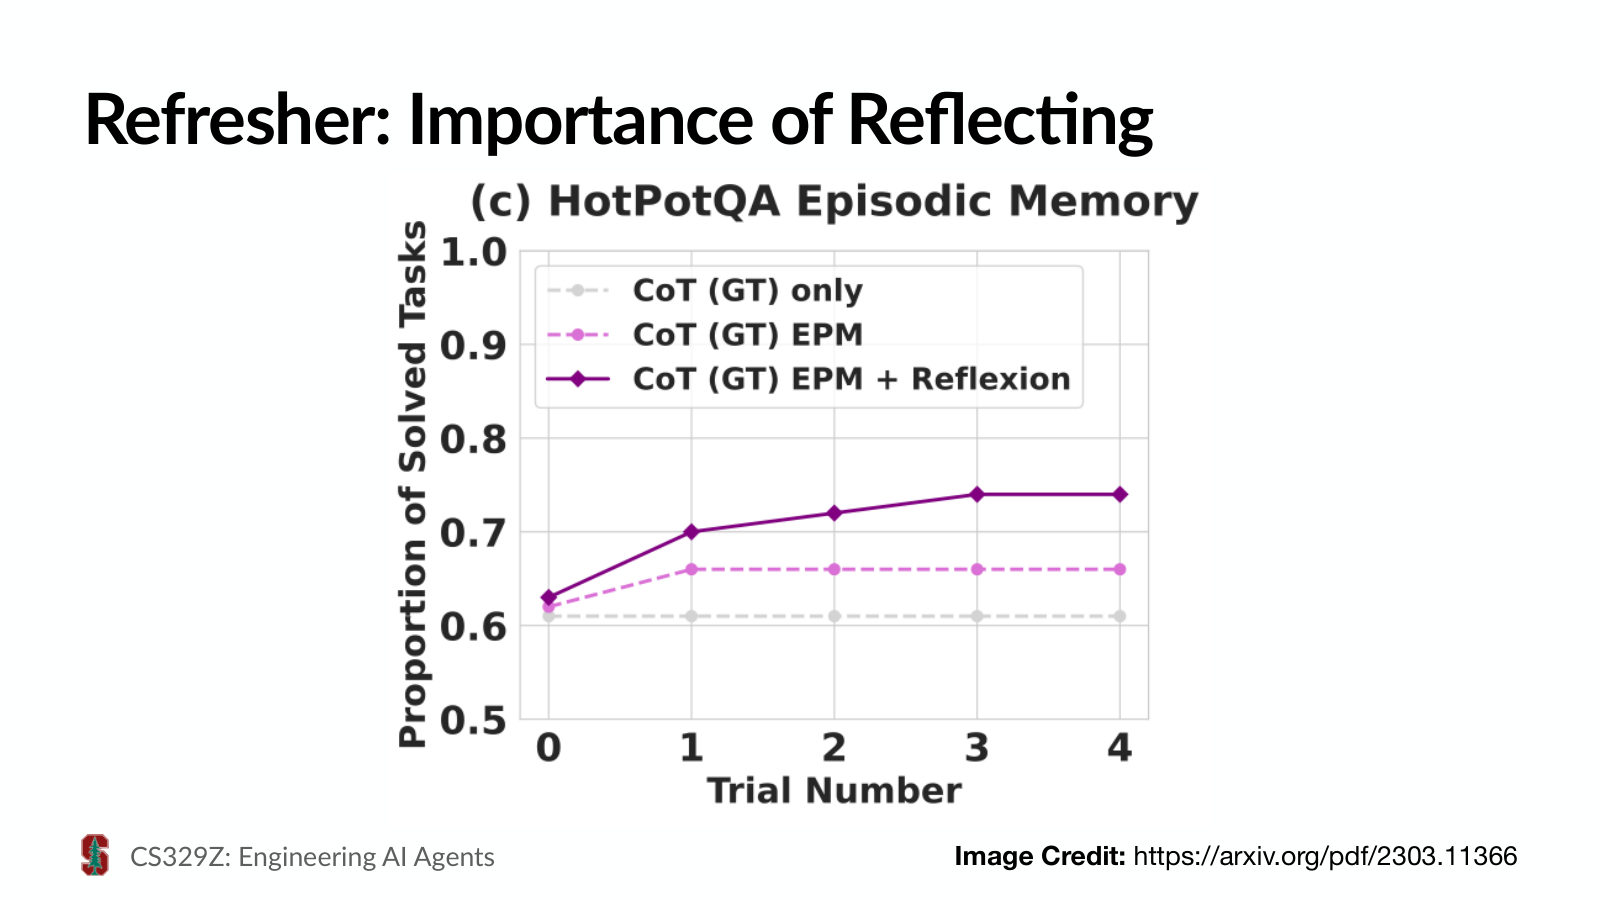 Refresher: Importance of Reflecting
(c) HotPotQA Episodic Memory
Proportion of Solved Tasks
1.0
0.9
0.8
0.7
0.6
0.5
CoT (GT) only
CoT (GT) EPM
CoT (GT) EPM + Reflexion
0 1 2 3 4
Trial Number
CS329Z: Engineering AI Agents
Image Credit: https://arxiv.org/pdf/2303.11366